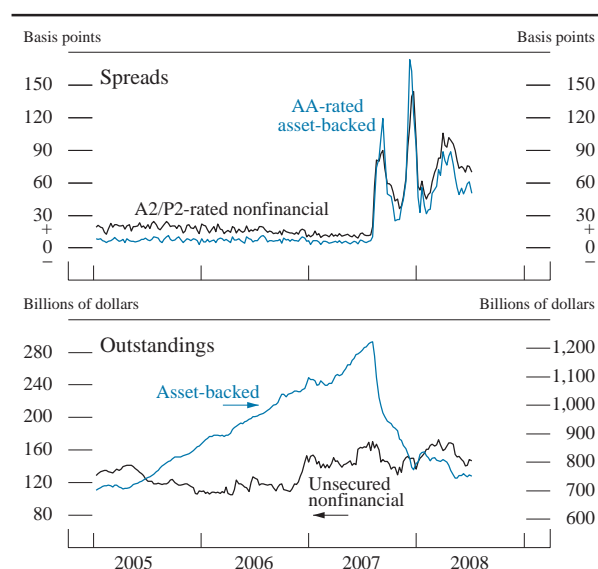 Basis points
Basis points
Spreads
150
150
AA-rated
asset-backed
120
120
90
90
60
60
A2/P2-rated nonfinancial
30
30
+
+
0
0
–
–
Billions of dollars
Billions of dollars
Outstandings
280
1,200
Asset-backed
240
1,100
1,000
200
900
160
800
120
Unsecured
nonfinancial
700
80
600
2005
2006
2007
2008